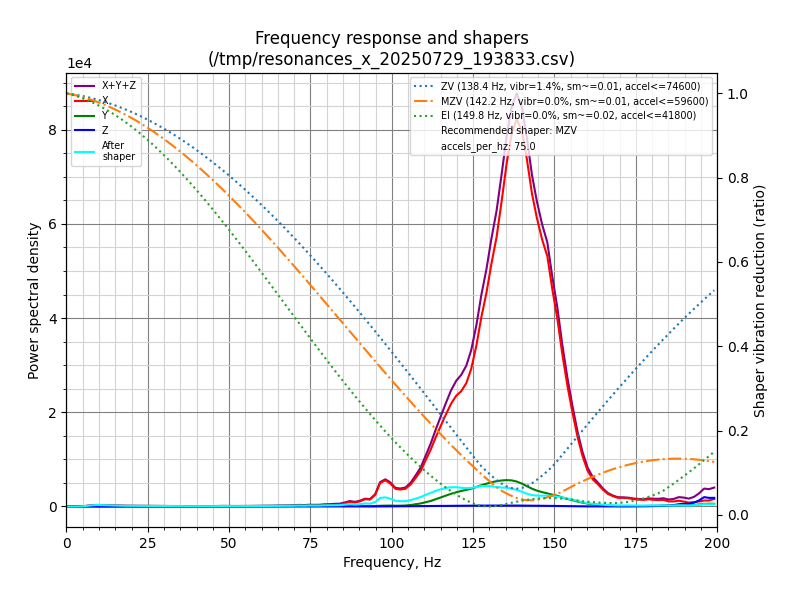 Frequency response and shapers
(/tmp/resonances_x_20250729_193833.csv)
1e4
X+Y+Z
X
Y
Z
After
shaper
ZV (138.4 Hz, vibr=1.4%, sm~=0.01, accel<=74600)
MZV (142.2 Hz, vibr=0.0%, sm~=0.01, accel<=59600)
EI (149.8 Hz, vibr=0.0%, sm~=0.02, accel<=41800)
Recommended shaper: MZV
accels_per_hz: 75.0
Power spectral density
8
6
4
2
0
1.0
0.8
0.6
0.4
0.2
0.0
Shaper vibration reduction (ratio)
0 25 50 75 100 125 150 175 200
Frequency, Hz